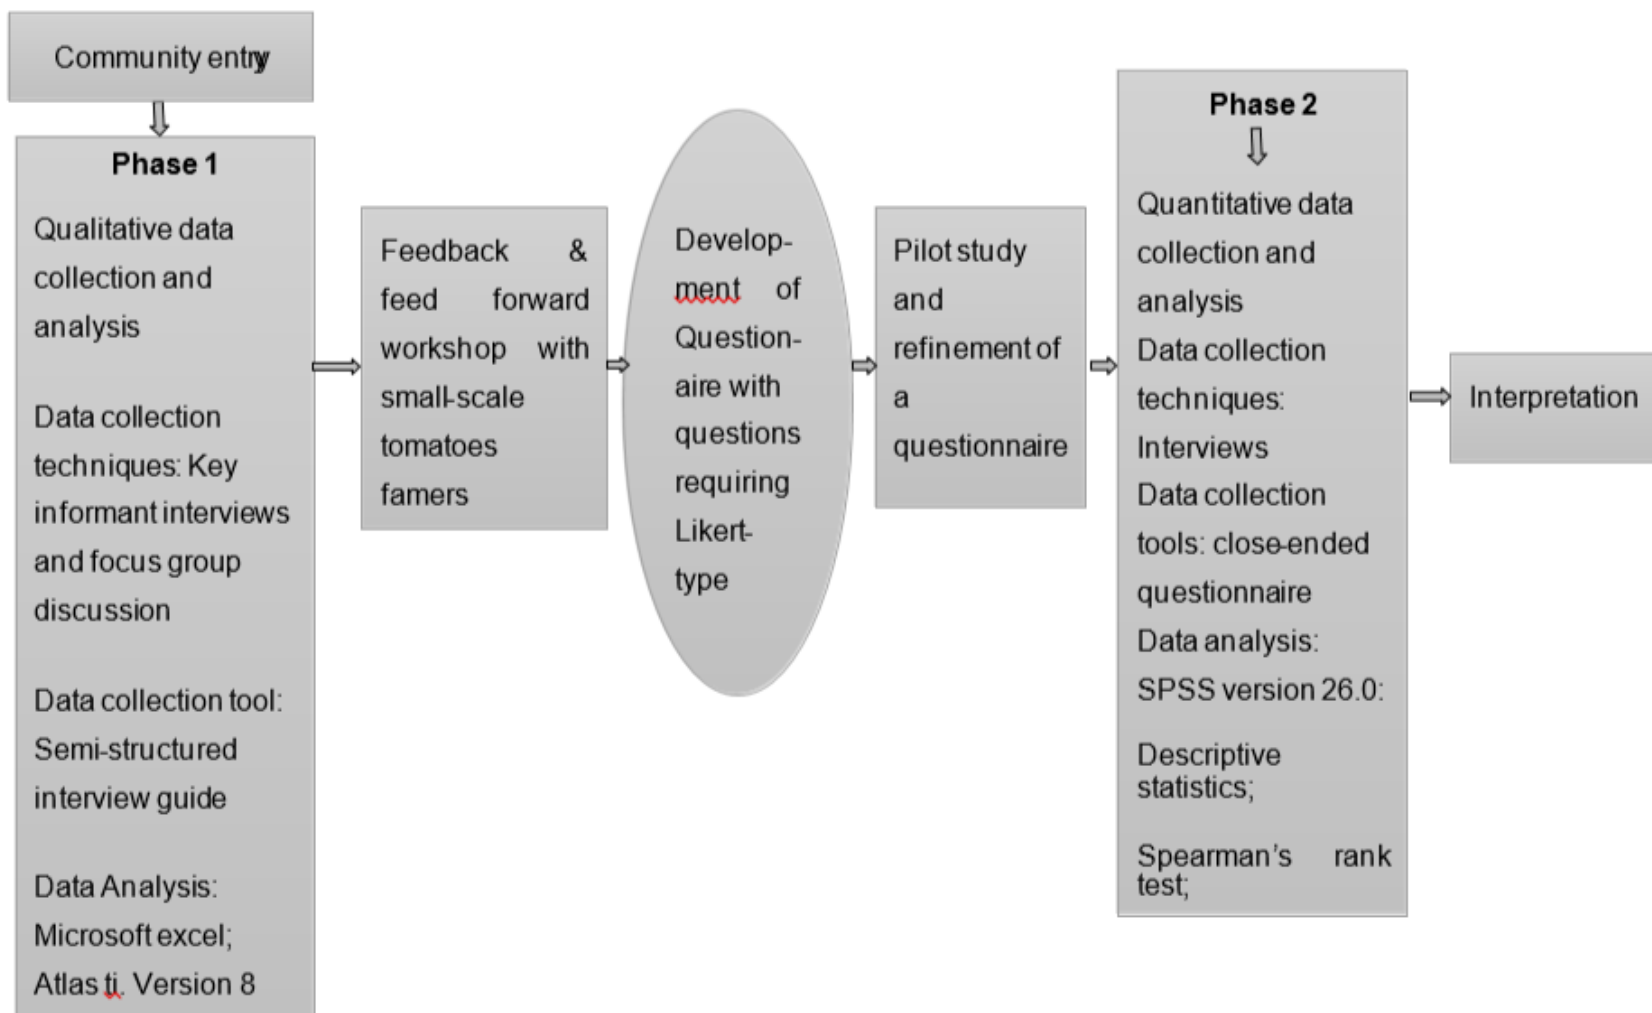 Community entry
Phase 1
Qualitative data
collection and
analysis
Data collection
techniques: Key
informant interviews
and focus group
discussion
Data collection tool:
Semi-structured
interview guide
Data Analysis:
Microsoft excel;
Atlas ti. Version 8
Feedback &
feed forward
workshop with
small-scale
tomatoes
famers
Develop-
ment of
Question-
aire with
questions
requiring
Likert-
type
Pilot study
and
refinement of
a
questionnaire
Phase 2
Quantitative data
collection and
analysis
Data collection
techniques:
Interviews
Data collection
tools: close-ended
questionnaire
Data analysis:
SPSS version 26.0:
Descriptive
statistics;
Spearman's rank
test;
Interpretation